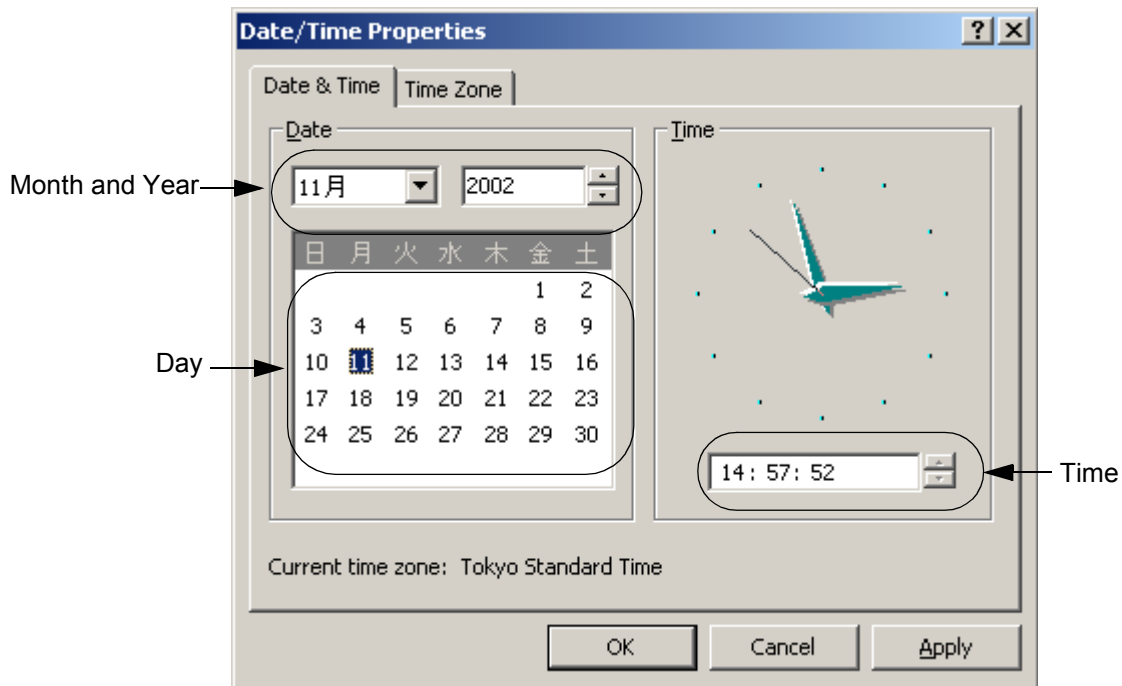 Date/Time Properties
Date & Time
Time Zone
Date
Time
Month and Year
11月
2002
日 月 火 水 木 金 土
1 2
3 4 5 6 7 8 9
Day
10 11 12 13 14 15 16
17 18 19 20 21 22 23
24 25 26 27 28 29 30
14: 57: 52
Time
Current time zone: Tokyo Standard Time
OK
Cancel
Apply